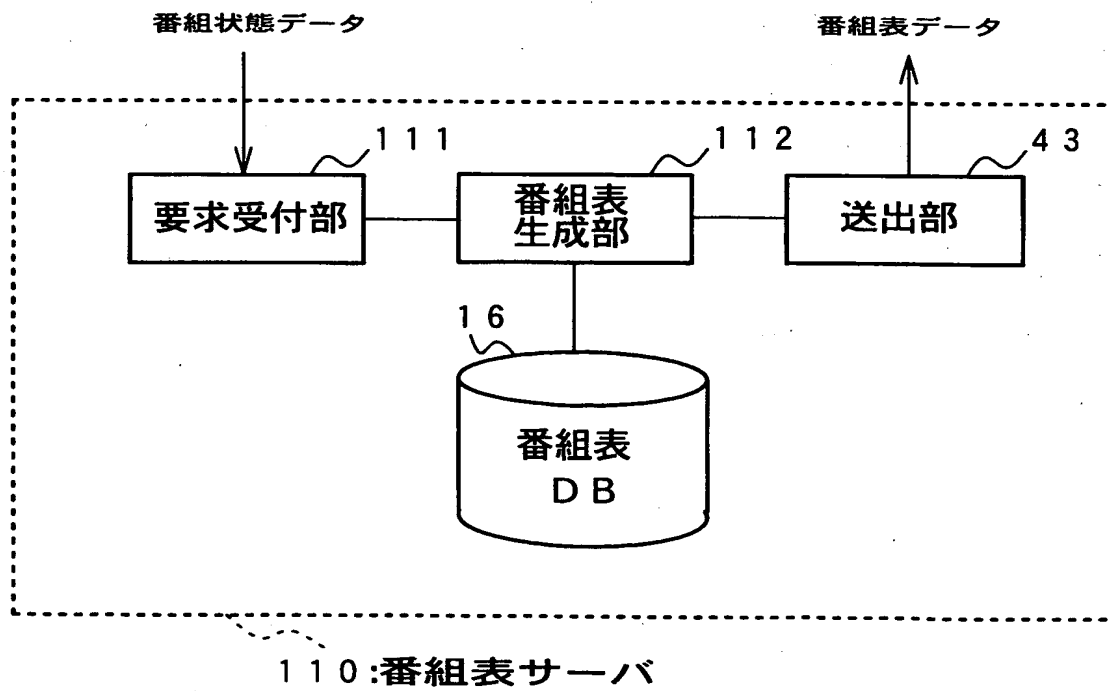 番組状態データ
番組表データ
111
112
43
要求受付部
番組表
生成部
送出部
16
番組表
DB
110:番組表サーバ